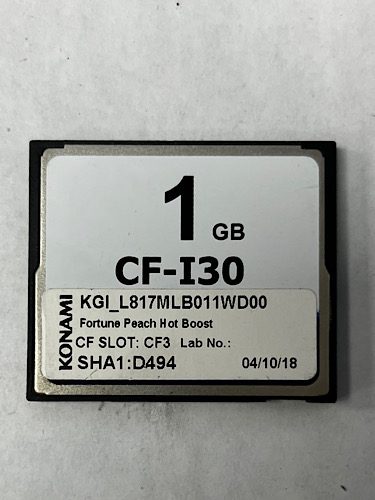 1 GB
CF-I30
KONAMI
KGI_L817MLB011WD00
Fortune Peach Hot Boost
CF SLOT: CF3 Lab No.:
SHA1:D494 04/10/18